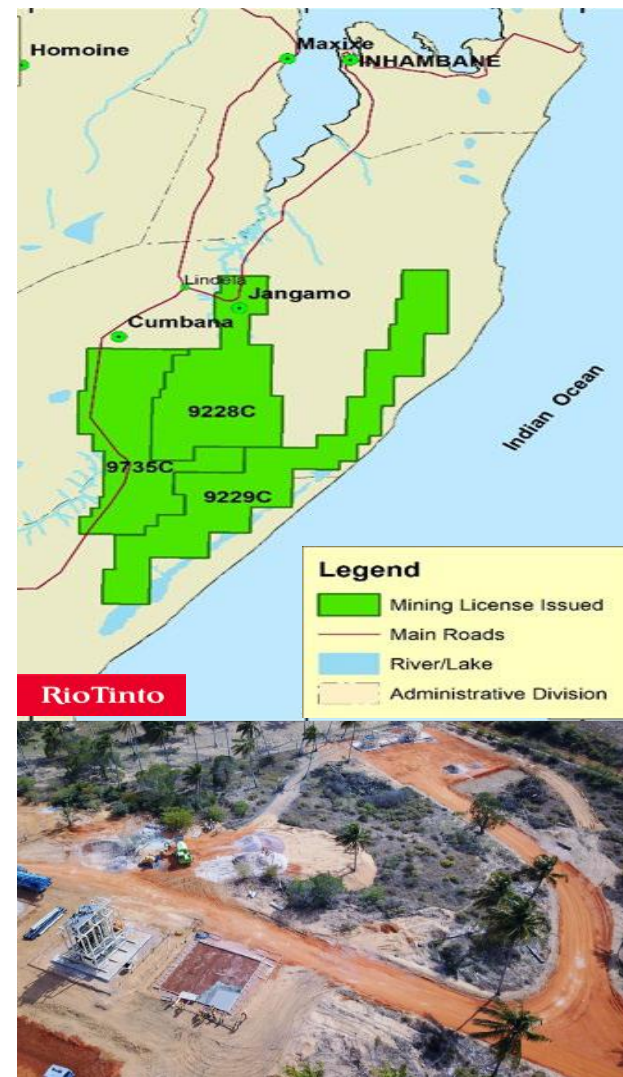 Homoine
Maxixe
INHAMBANE
Lindela
Jangamo
Cumbana
9228C
9735C
9229C
Indian Ocean
Legend
Mining License Issued
Main Roads
River/Lake
Administrative Division
RioTinto